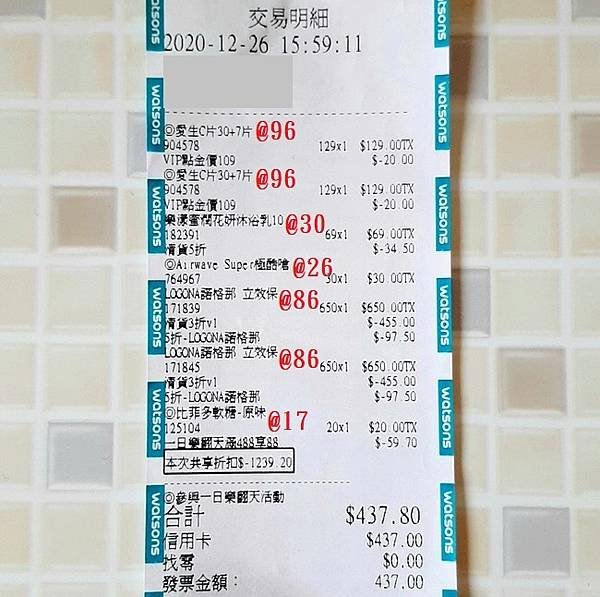 交易明細
2020-12-26 15:59:11
◎愛生C片30+7片 @96
904578 129x1 $129.00TX
VIP點金價109 $-20.00
◎愛生C片30+7片 @96
904578 129x1 $129.00TX
VIP點金價109 $-20.00
樂漾蜜潤花妍沐浴乳10 @30
182391 69x1 $69.00TX
清貨5折 $-34.50
◎Airwave Super極酷嗆 @26
764967 30x1 $30.00TX
LOGONA諾格那 立效保 @86
171839 650x1 $650.00TX
清貨3折v1 $-455.00
5折-LOGONA諾格那 $-97.50
LOGONA諾格那 立效保 @86
171845 650x1 $650.00TX
清貨3折v1 $-455.00
5折-LOGONA諾格那 $-97.50
◎比菲多軟糖-原味 @17
125104 20x1 $20.00TX
一日樂翻天滿488享88 $-59.70
本次共享折扣$-1239.20
◎參與一日樂翻天活動
合計 $437.80
信用卡 $437.00
找零 $0.00
發票金額： 437.00
watsons
watsons
watsons
watsons
watsons
watsons
watsons
watsons
watsons
watsons